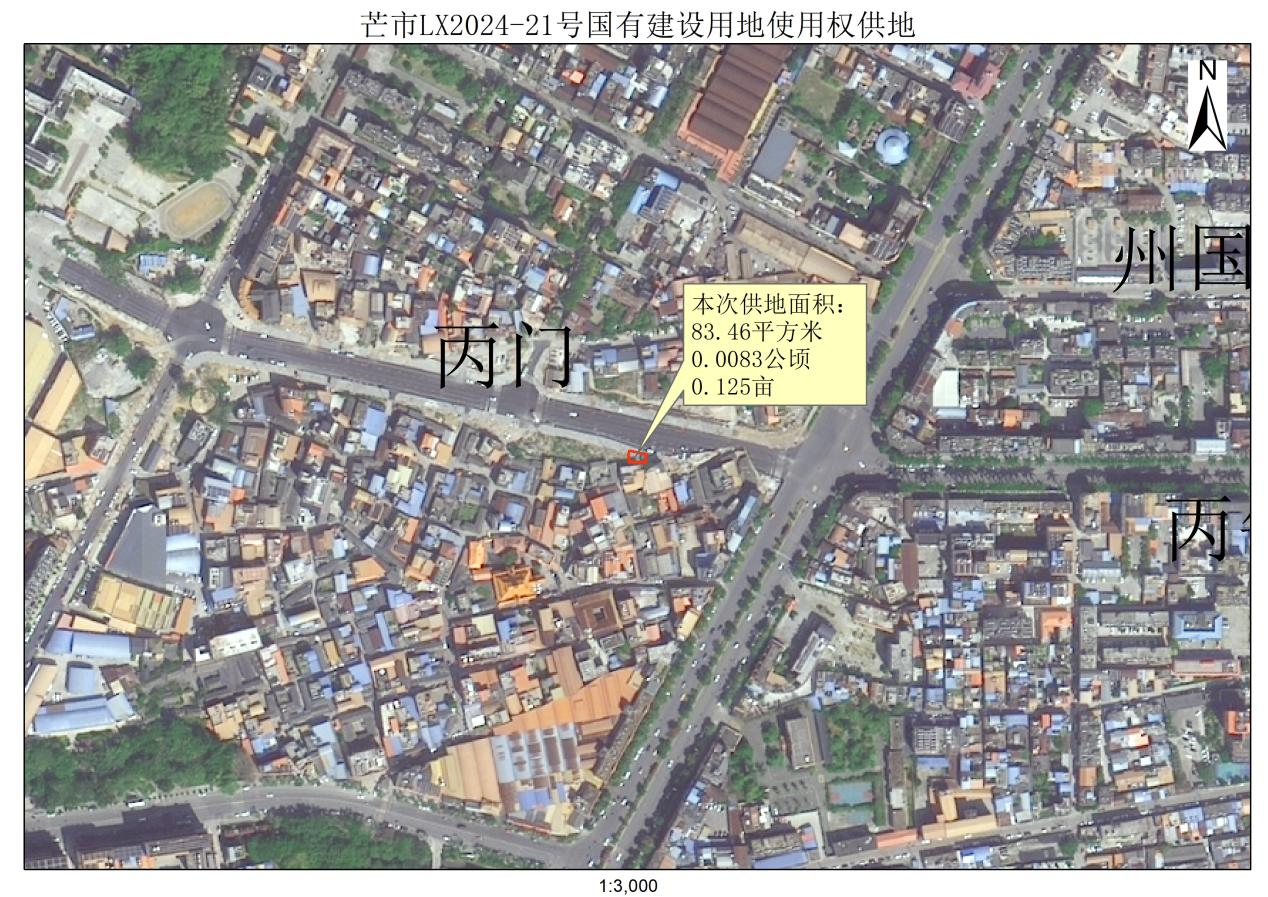 芒市LX2024-21号国有建设用地使用权供地
N
州国
丙门
本次供地面积：
83.46平方米
0.0083公顷
0.125亩
丙
1:3,000